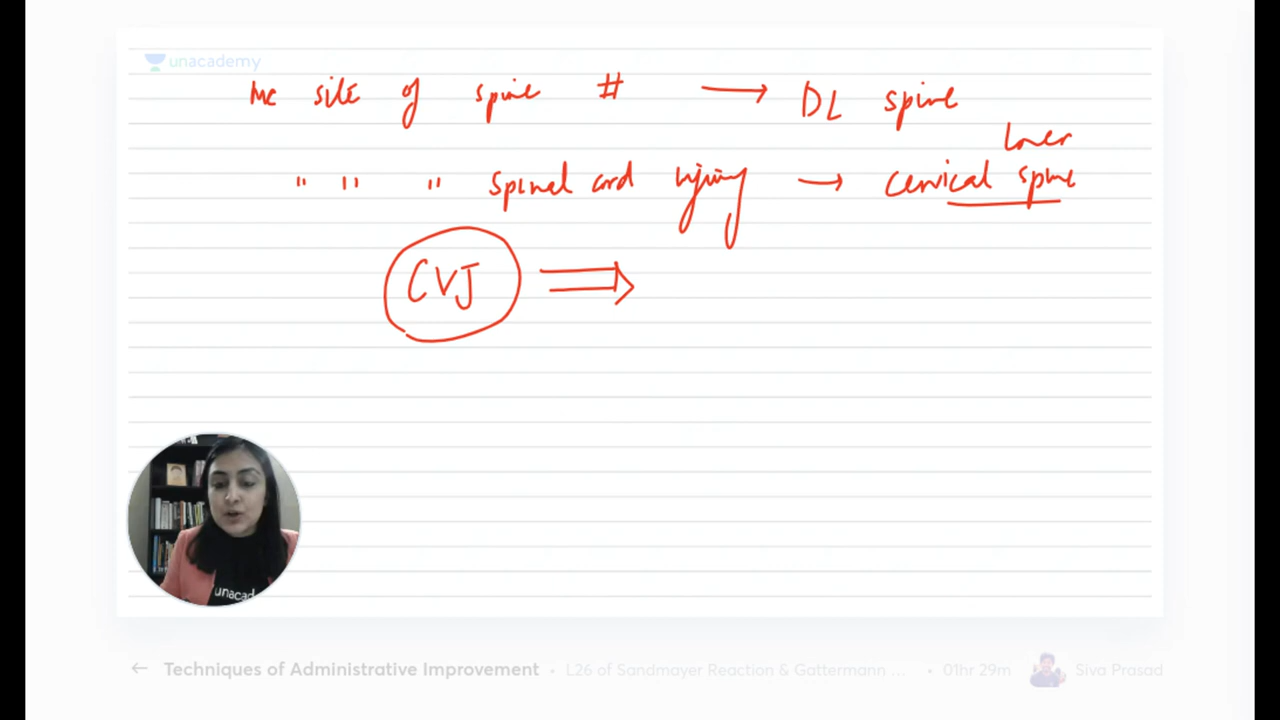 unacademy
Mc site of spine # → DL spine
lower
" " " spinal cord injury → cervical spine
CVJ ⇒
unacad
← Techniques of Administrative Improvement • L26 of Sandmayer Reaction & Gattermann ... • 01hr 29m Siva Prasad